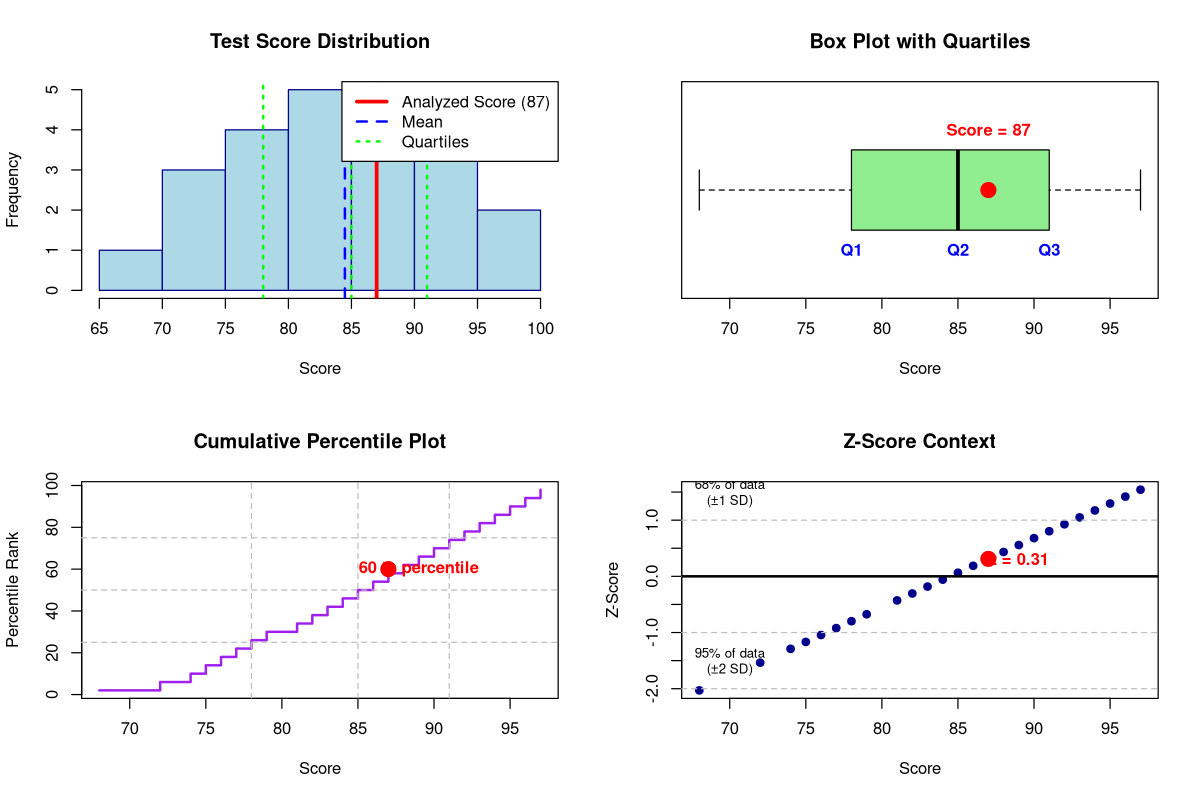 Test Score Distribution
Frequency
5
4
3
2
1
0
Analyzed Score (87)
Mean
Quartiles
65 70 75 80 85 90 95 100
Score
Box Plot with Quartiles
Score = 87
Q1 Q2 Q3
70 75 80 85 90 95
Score
Cumulative Percentile Plot
Percentile Rank
100
80
60
40
20
0
60 percentile
70 75 80 85 90 95
Score
Z-Score Context
Z-Score
1.0
0.0
-1.0
-2.0
68% of data
(±1 SD)
= 0.31
95% of data
(±2 SD)
70 75 80 85 90 95
Score